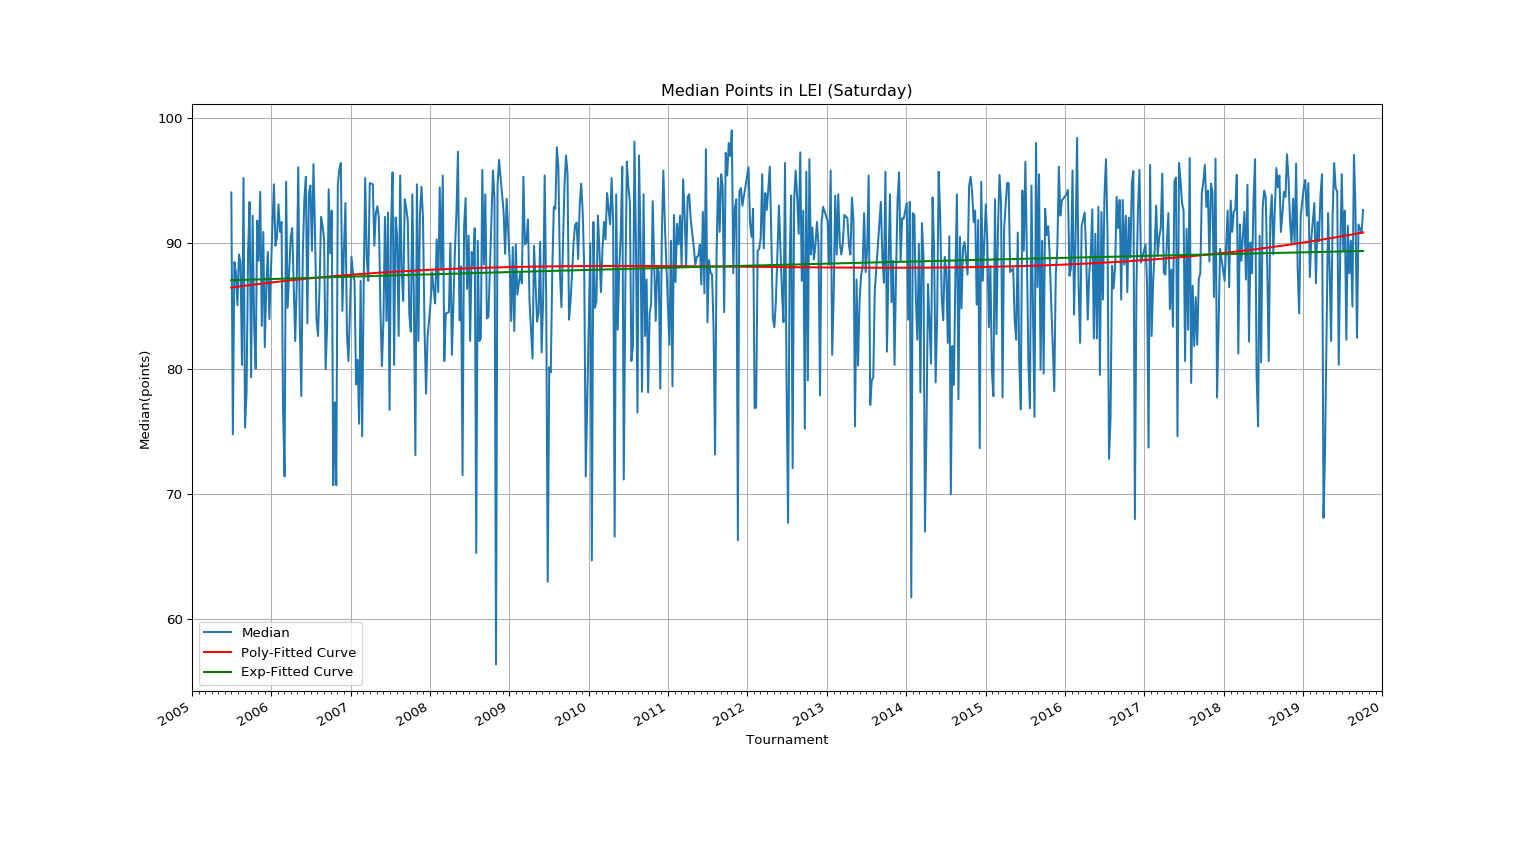 Median Points in LEI (Saturday)
100
90
80
70
60
Median(points)
Median
Poly-Fitted Curve
Exp-Fitted Curve
2005 2006 2007 2008 2009 2010 2011 2012 2013 2014 2015 2016 2017 2018 2019 2020
Tournament